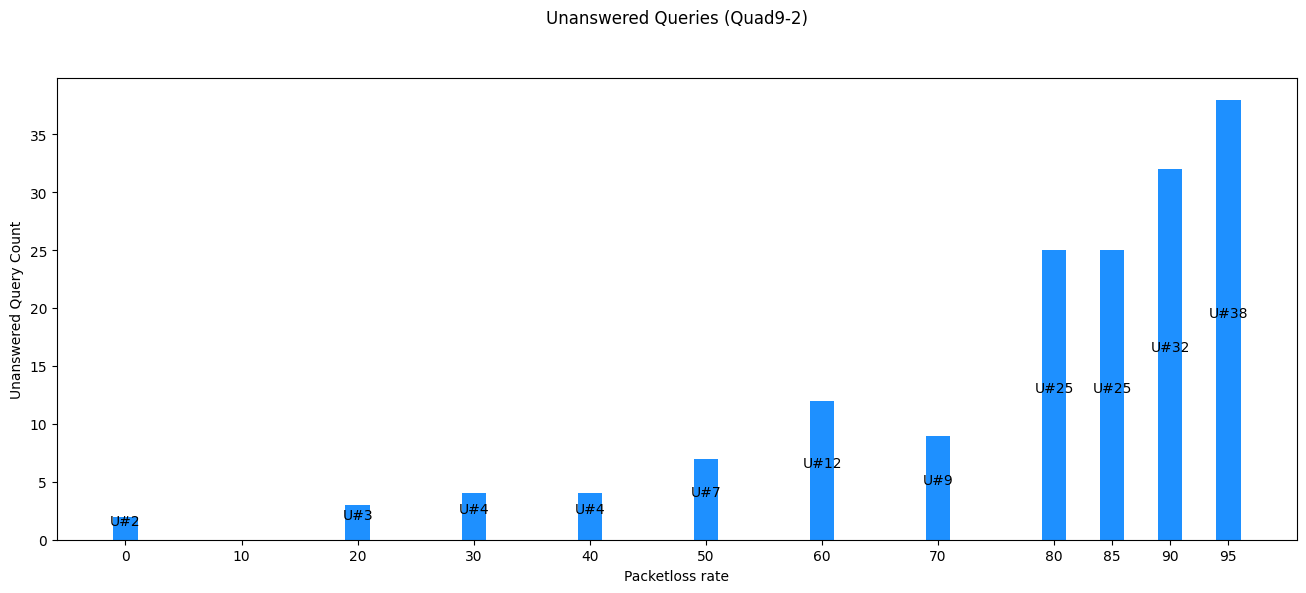 Unanswered Queries (Quad9-2)
Unanswered Query Count
35
30
25
20
15
10
5
0
U#2
U#3
U#4
U#4
U#7
U#12
U#9
U#25
U#25
U#32
U#38
0 10 20 30 40 50 60 70 80 85 90 95
Packetloss rate